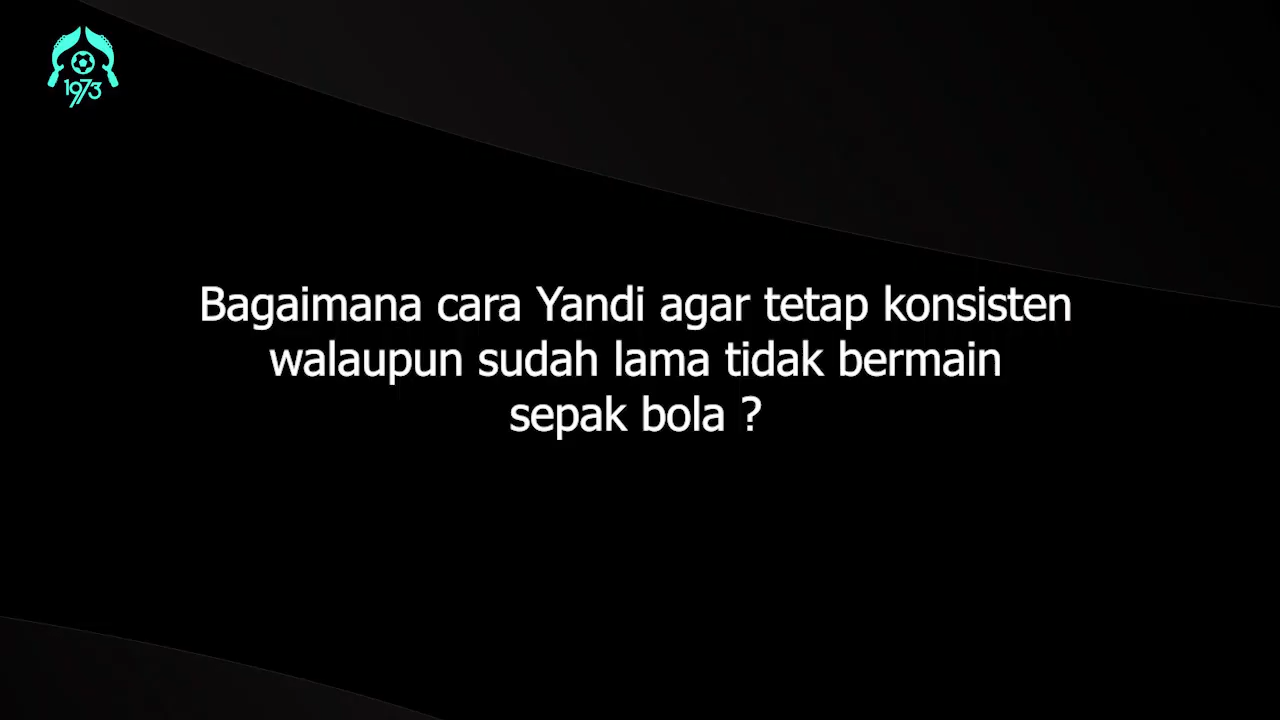 1973
Bagaimana cara Yandi agar tetap konsisten
walaupun sudah lama tidak bermain
sepak bola ?